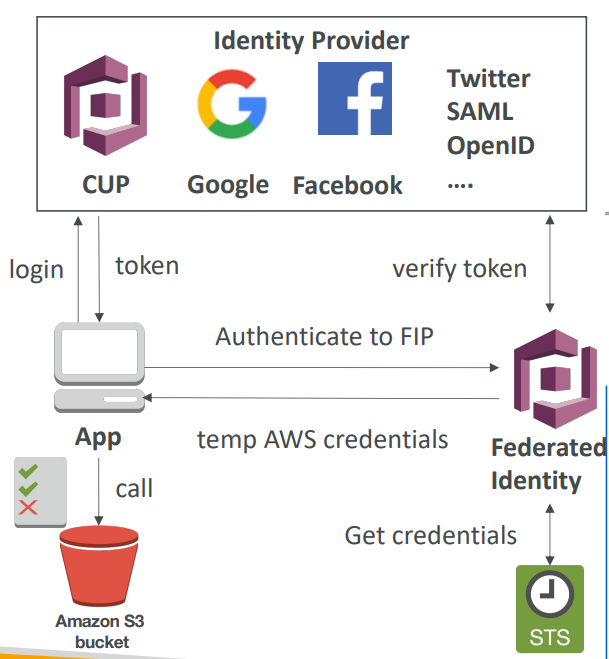 Identity Provider
Twitter
SAML
OpenID
....
CUP
Google
Facebook
login
token
verify token
Authenticate to FIP
App
temp AWS credentials
Federated
Identity
call
Get credentials
Amazon S3
bucket
STS